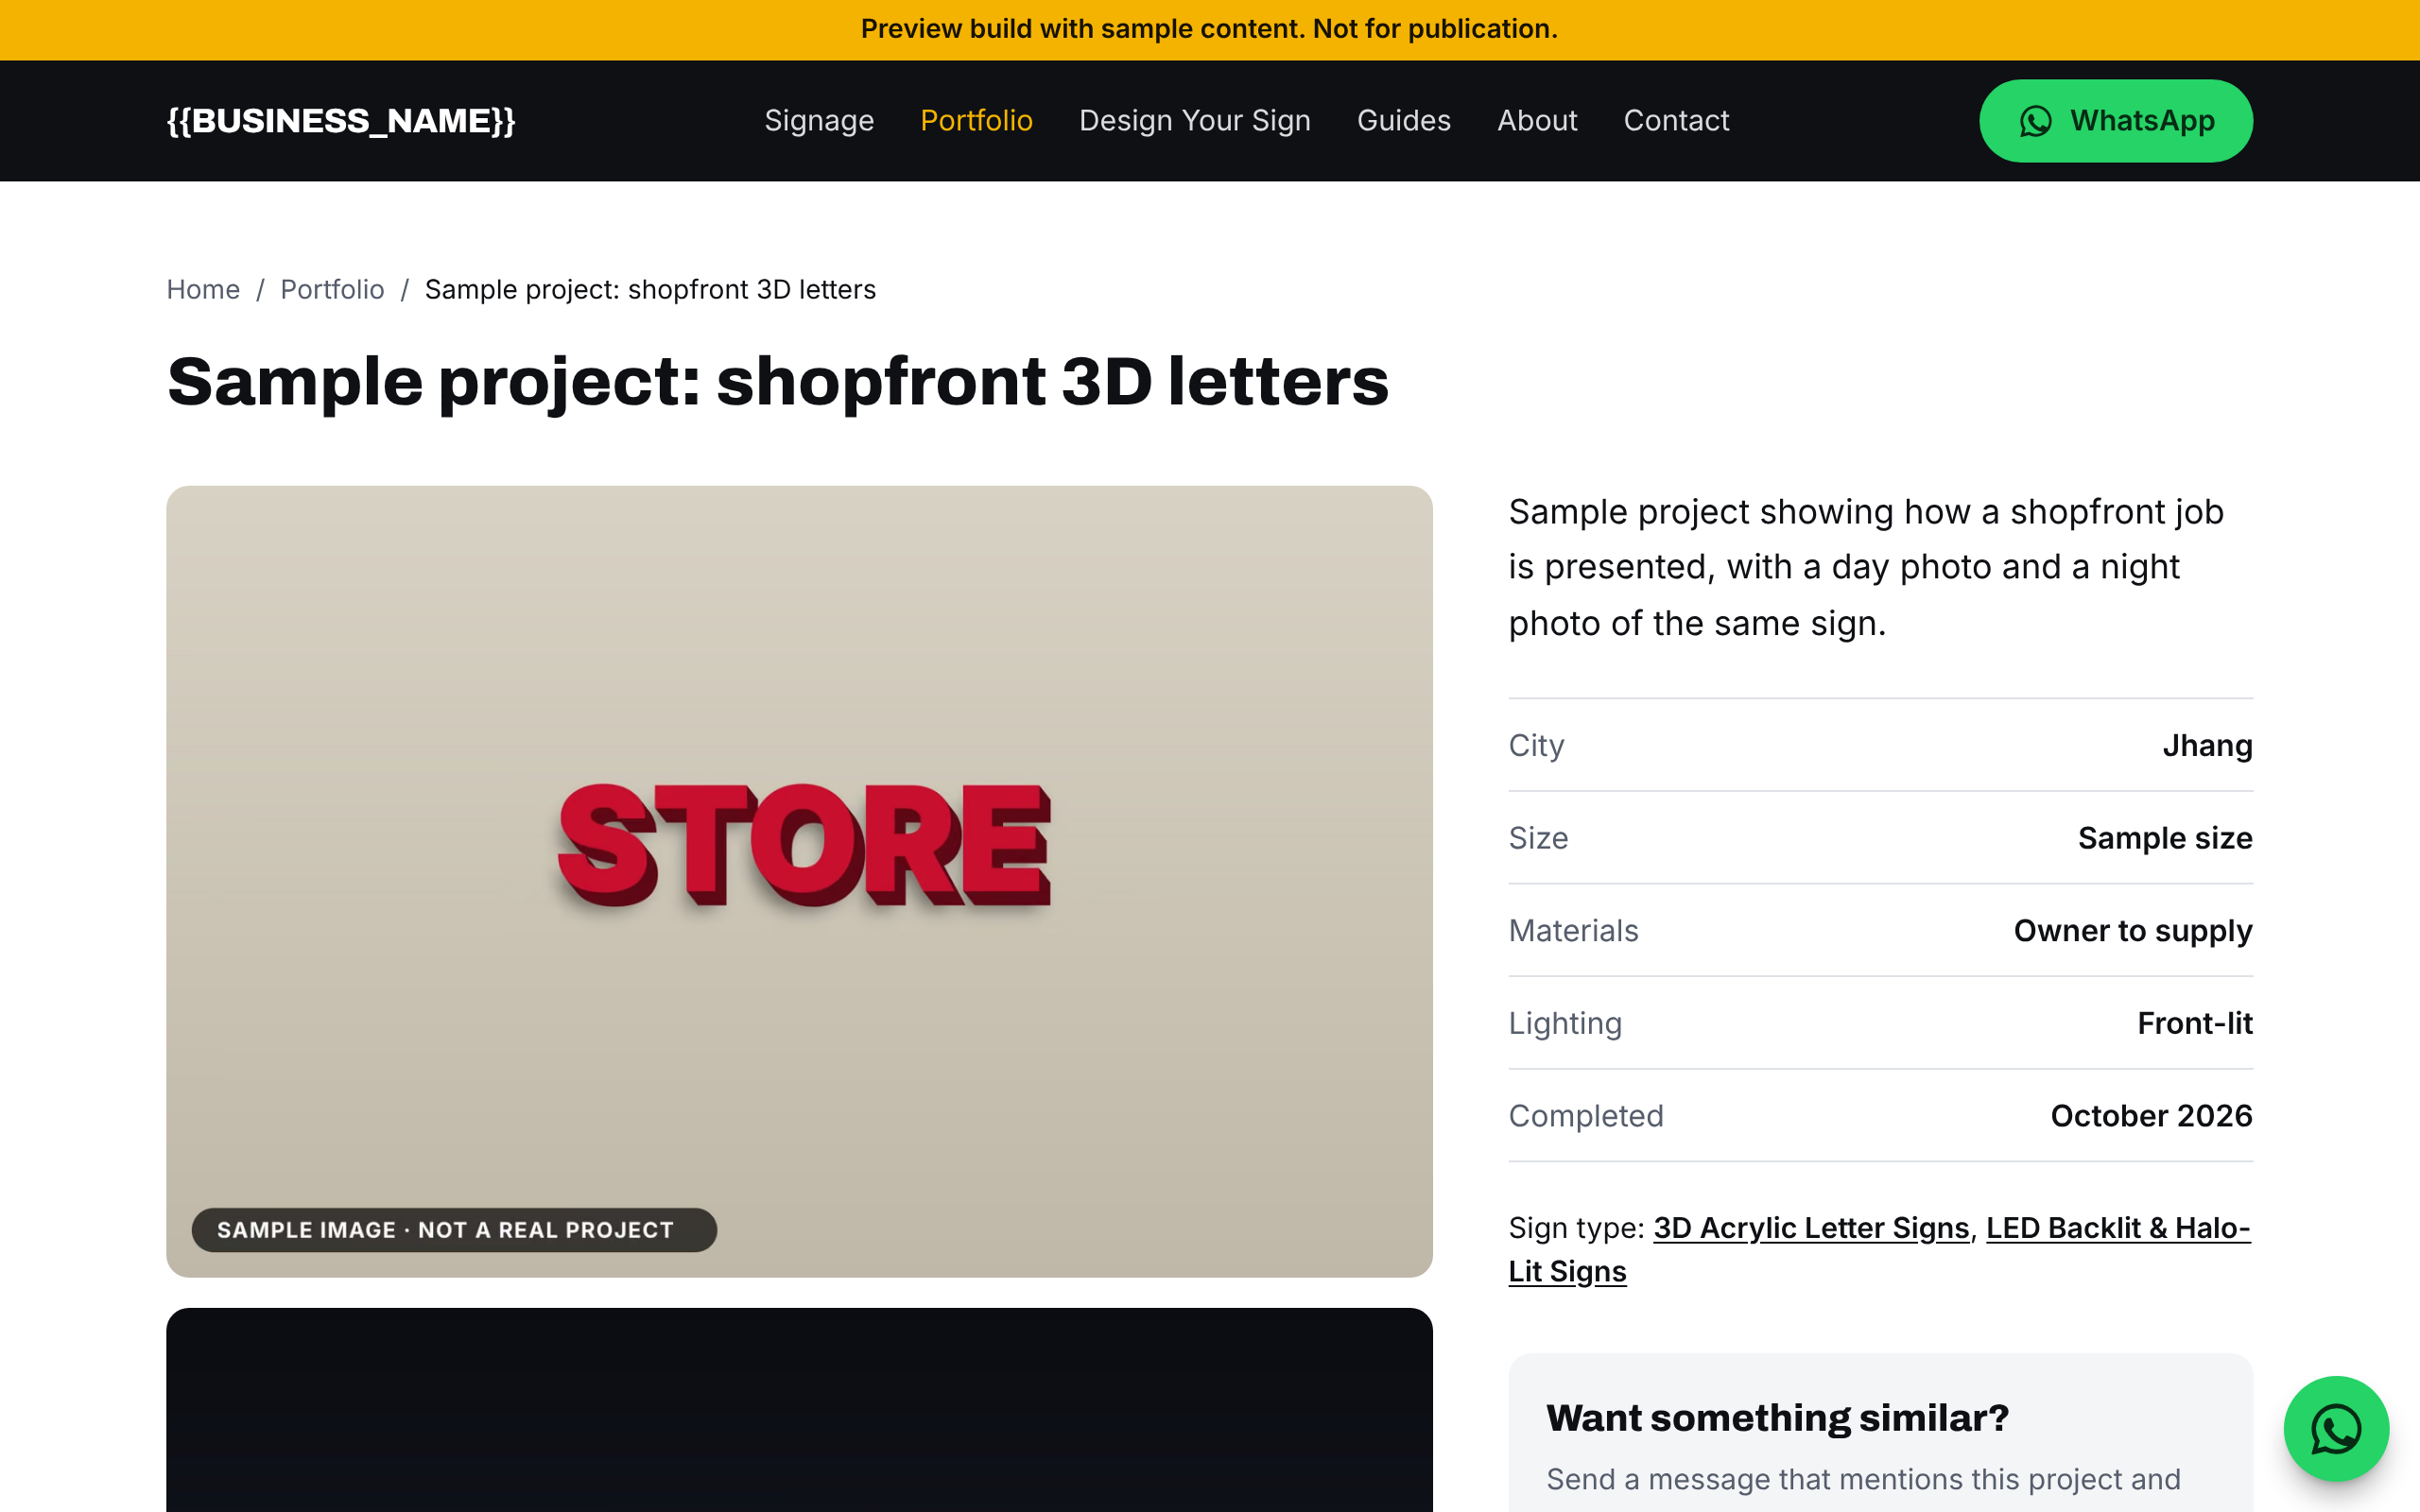 Preview build with sample content. Not for publication.
{{BUSINESS_NAME}}
Signage
Portfolio
Design Your Sign
Guides
About
Contact
WhatsApp
Home / Portfolio / Sample project: shopfront 3D letters
Sample project: shopfront 3D letters
STORE
SAMPLE IMAGE · NOT A REAL PROJECT
Sample project showing how a shopfront job
is presented, with a day photo and a night
photo of the same sign.
City Jhang
Size Sample size
Materials Owner to supply
Lighting Front-lit
Completed October 2026
Sign type: 3D Acrylic Letter Signs, LED Backlit & Halo-
Lit Signs
Want something similar?
Send a message that mentions this project and